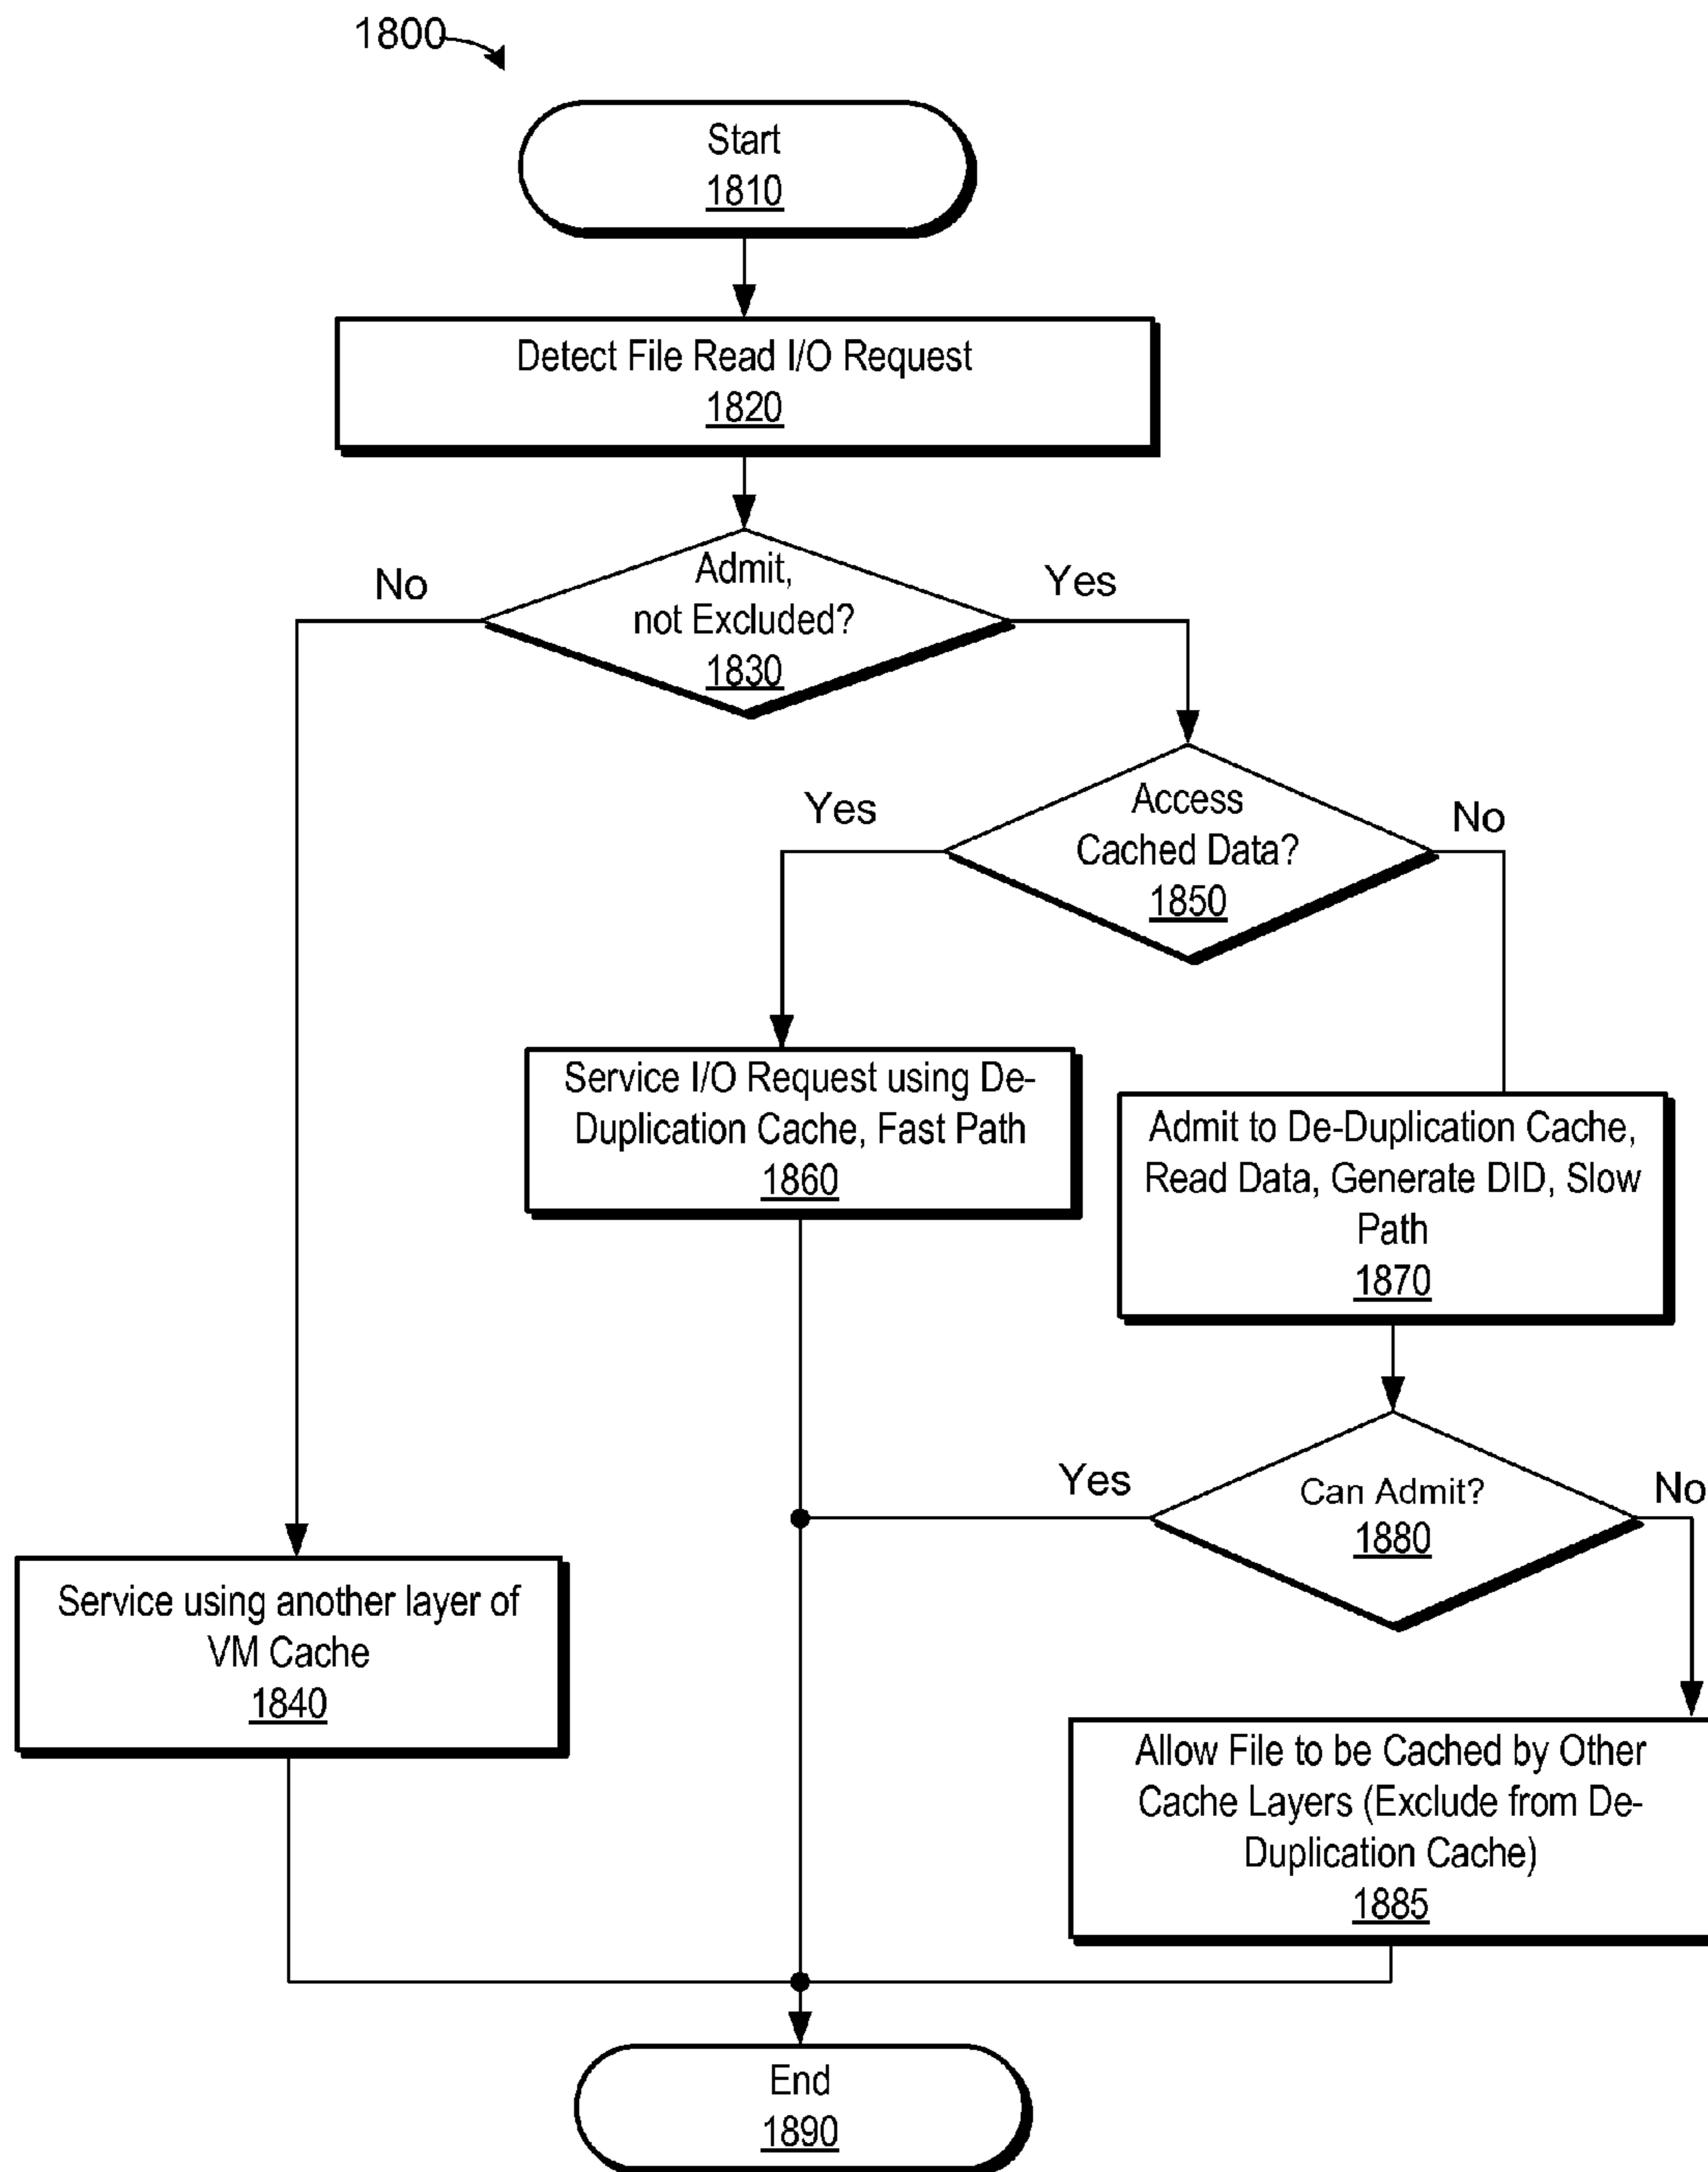 1800
Start
1810
Detect File Read I/O Request
1820
No
Admit,
not Excluded?
1830
Yes
Yes
Access
Cached Data?
1850
No
Service I/O Request using De-
Duplication Cache, Fast Path
1860
Admit to De-Duplication Cache,
Read Data, Generate DID, Slow
Path
1870
Yes
Can Admit?
1880
No
Service using another layer of
VM Cache
1840
Allow File to be Cached by Other
Cache Layers (Exclude from De-
Duplication Cache)
1885
End
1890